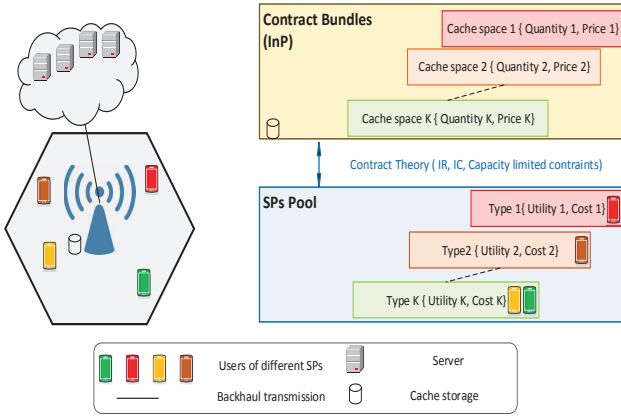 Contract Bundles
(InP)
Cache space 1 { Quantity 1, Price 1}
Cache space 2 { Quantity 2, Price 2}
Cache space K { Quantity K, Price K}
Contract Theory ( IR, IC, Capacity limited contraints)
SPs Pool
Type 1{ Utility 1, Cost 1}
Type2 { Utility 2, Cost 2}
Type K { Utility K, Cost K}
Users of different SPs
Server
Backhaul transmission
Cache storage